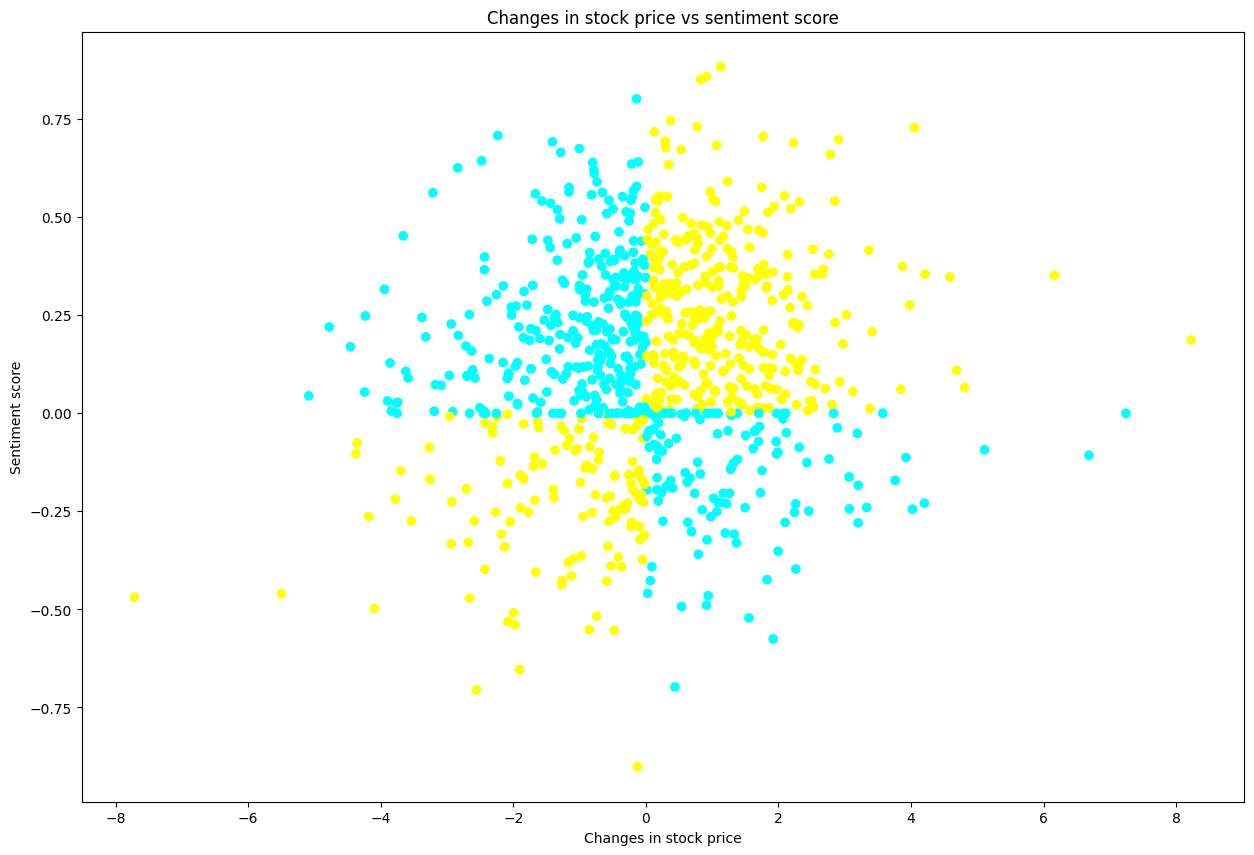 Changes in stock price vs sentiment score
0.75
0.50
0.25
0.00
−0.25
−0.50
−0.75
Sentiment score
−8 −6 −4 −2 0 2 4 6 8
Changes in stock price